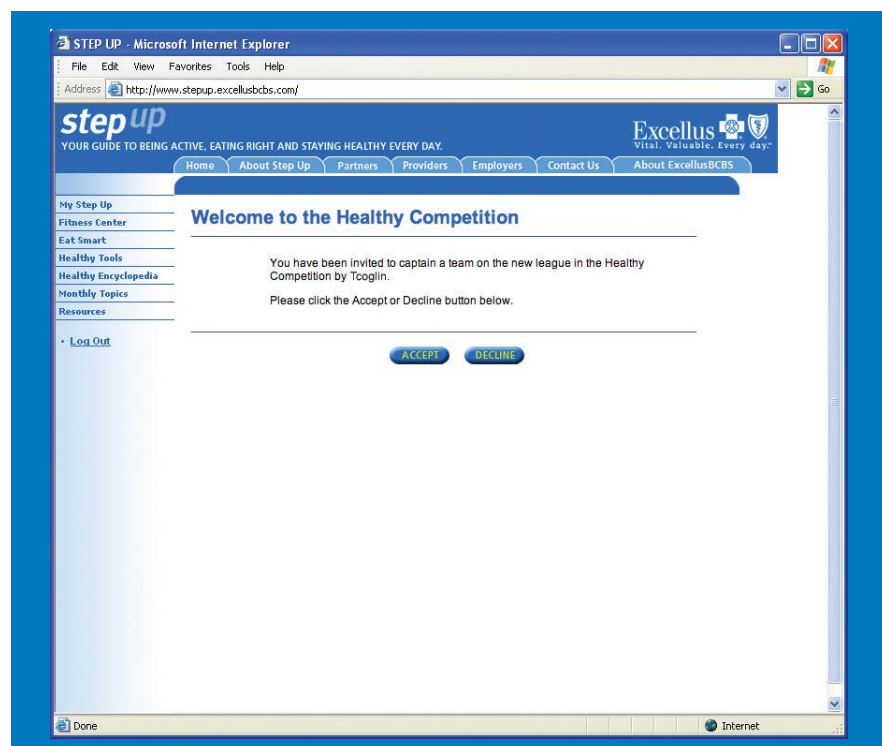 STEP UP - Microsoft Internet Explorer
File Edit View Favorites Tools Help
Address http://www.stepup.excellusbcbs.com/ Go
step up
YOUR GUIDE TO BEING ACTIVE, EATING RIGHT AND STAYING HEALTHY EVERY DAY.
Excellus
Vital. Valuable. Every day.℠
Home About Step Up Partners Providers Employers Contact Us About ExcellusBCBS
My Step Up
Fitness Center
Eat Smart
Healthy Tools
Healthy Encyclopedia
Monthly Topics
Resources
• Log Out
Welcome to the Healthy Competition
You have been invited to captain a team on the new league in the Healthy
Competition by Tcoglin.
Please click the Accept or Decline button below.
ACCEPT DECLINE
Done Internet